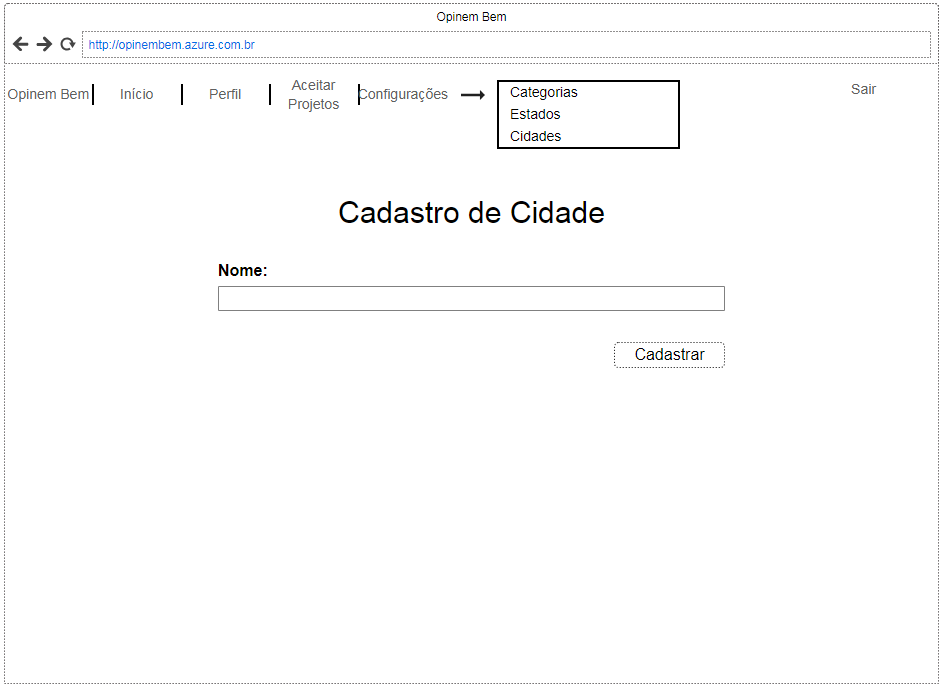 Opinem Bem
http://opinembem.azure.com.br
Opinem Bem
Início
Perfil
Aceitar
Projetos
Configurações
Categorias
Estados
Cidades
Sair
Cadastro de Cidade
Nome:
Cadastrar